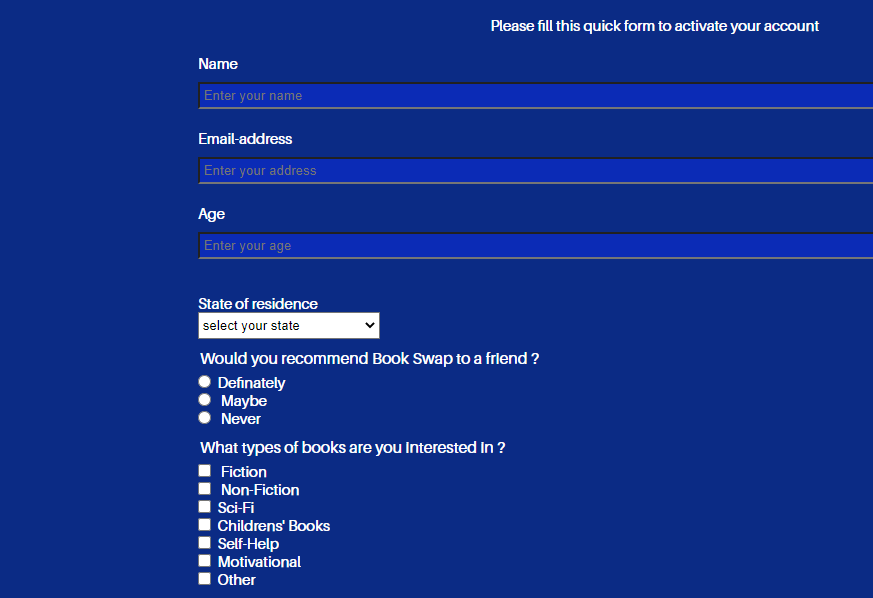 Please fill this quick form to activate your account
Name
Enter your name
Email-address
Enter your address
Age
Enter your age
State of residence
select your state
Would you recommend Book Swap to a friend ?
Definately
Maybe
Never
What types of books are you Interested In ?
Fiction
Non-Fiction
Sci-Fi
Childrens' Books
Self-Help
Motivational
Other